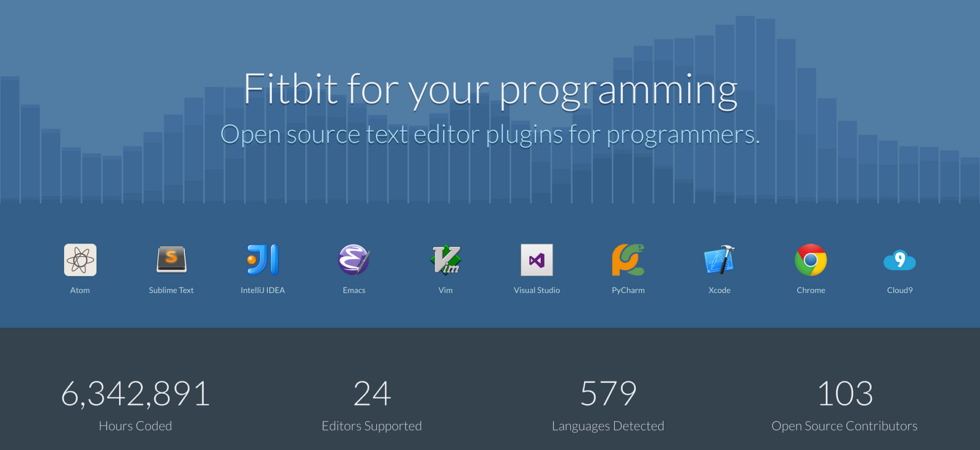 Fitbit for your programming
Open source text editor plugins for programmers.
Atom
Sublime Text
IntelliJ IDEA
Emacs
Vim
Visual Studio
PyCharm
Xcode
Chrome
Cloud9
6,342,891
Hours Coded
24
Editors Supported
579
Languages Detected
103
Open Source Contributors